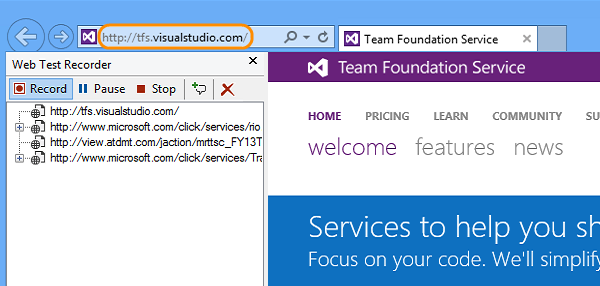 http://tfs.visualstudio.com/
Team Foundation Service
Web Test Recorder
Record Pause Stop
http://tfs.visualstudio.com/
http://www.microsoft.com/click/services/rio
http://view.atdmt.com/jaction/mrttsc_FY13T
http://www.microsoft.com/click/services/Tra
Team Foundation Service
HOME PRICING LEARN COMMUNITY SU
welcome features news
Services to help you sh
Focus on your code. We'll simplify